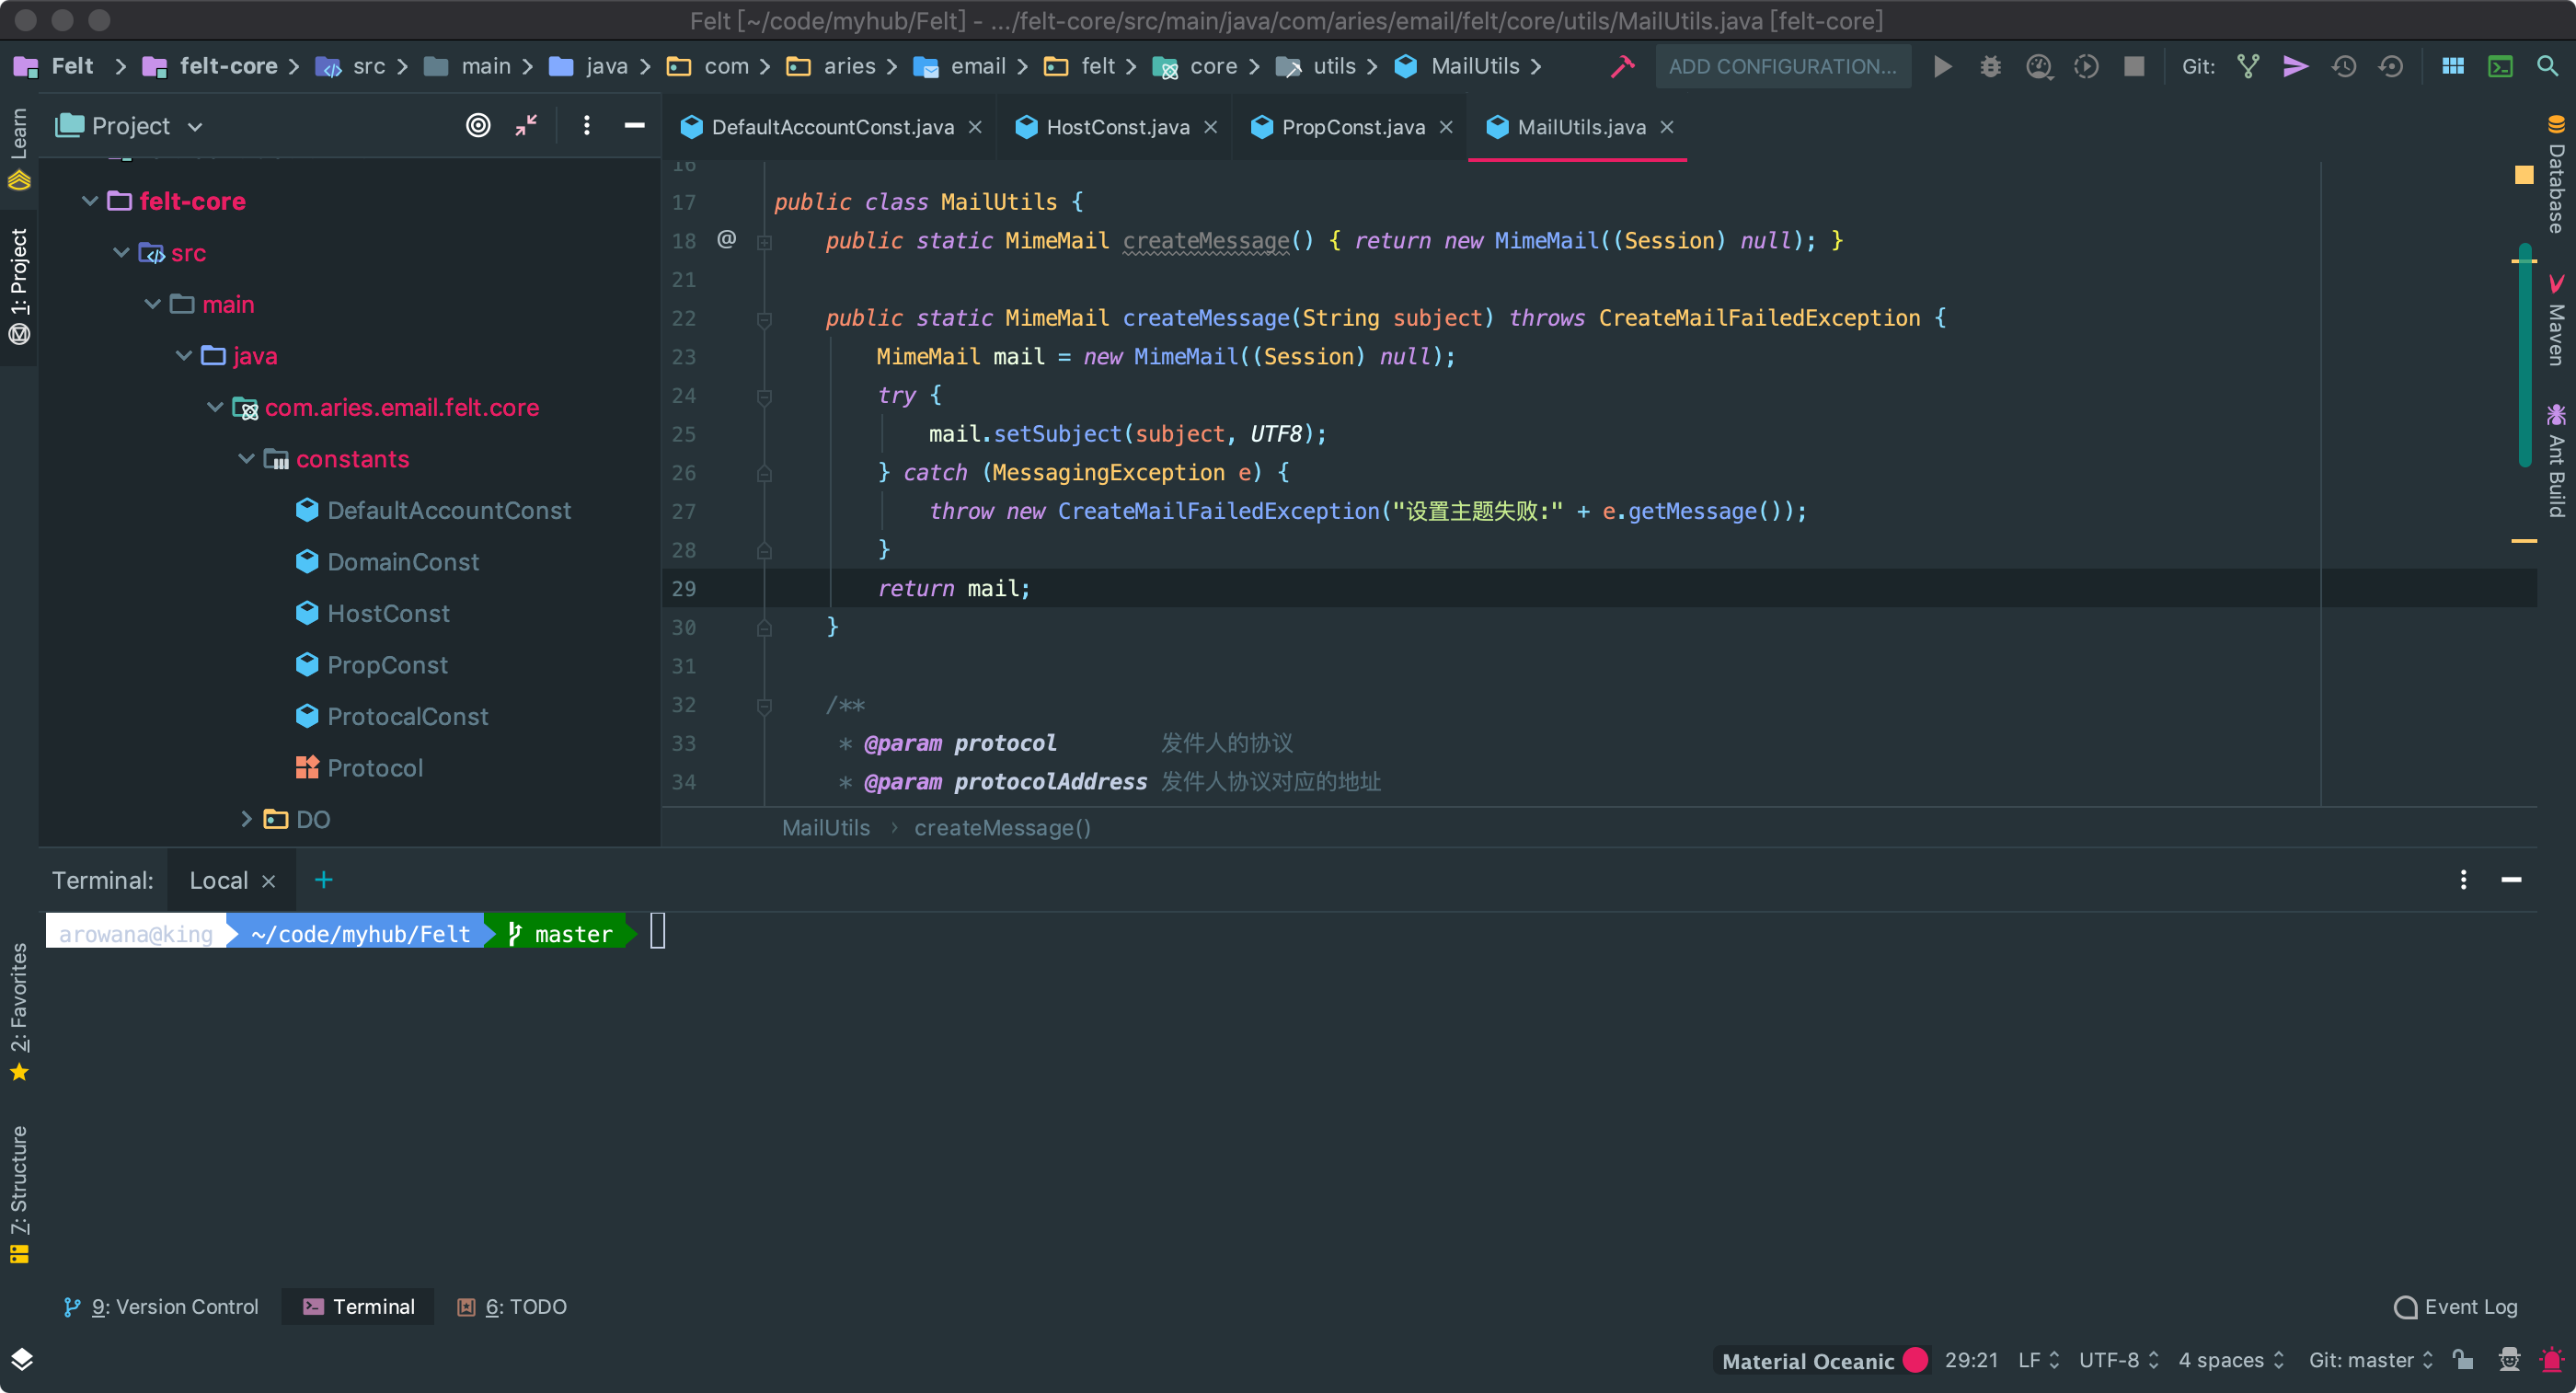 Felt [~/code/myhub/Felt] - .../felt-core/src/main/java/com/aries/email/felt/core/utils/MailUtils.java [felt-core]
Felt felt-core src main java com aries email felt core utils MailUtils ADD CONFIGURATION... Git:
Learn
1: Project
2: Favorites
7: Structure
Project
felt-core
src
main
java
com.aries.email.felt.core
constants
DefaultAccountConst
DomainConst
HostConst
PropConst
ProtocalConst
Protocol
DO
DefaultAccountConst.java HostConst.java PropConst.java MailUtils.java
16
17 public class MailUtils {
18 @ public static MimeMail createMessage() { return new MimeMail((Session) null); }
21
22 public static MimeMail createMessage(String subject) throws CreateMailFailedException {
23 MimeMail mail = new MimeMail((Session) null);
24 try {
25 mail.setSubject(subject, UTF8);
26 } catch (MessagingException e) {
27 throw new CreateMailFailedException("设置主题失败:" + e.getMessage());
28 }
29 return mail;
30 }
31
32 /**
33 * @param protocol 发件人的协议
34 * @param protocolAddress 发件人协议对应的地址
MailUtils › createMessage()
Database
Maven
Ant Build
Terminal: Local
arowana@king ~/code/myhub/Felt master
9: Version Control Terminal 6: TODO Event Log
Material Oceanic 29:21 LF UTF-8 4 spaces Git: master